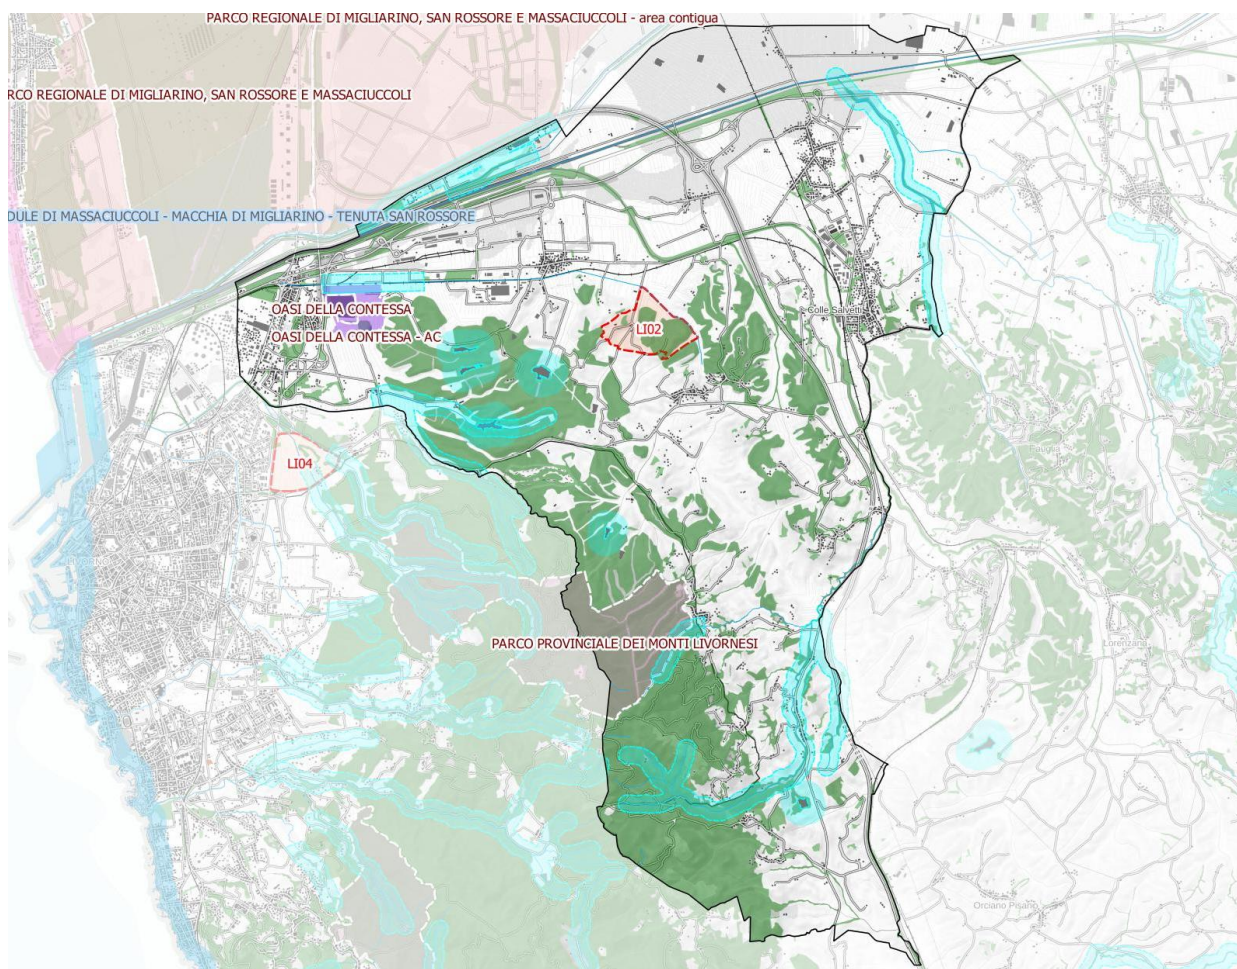 PARCO REGIONALE DI MIGLIARINO, SAN ROSSORE E MASSACIUCCOLI - area contigua
RCO REGIONALE DI MIGLIARINO, SAN ROSSORE E MASSACIUCCOLI
DULE DI MASSACIUCCOLI - MACCHIA DI MIGLIARINO - TENUTA SAN ROSSORE
OASI DELLA CONTESSA
Colle Salvetti
LI02
OASI DELLA CONTESSA - AC
Fauglia
LI04
PARCO PROVINCIALE DEI MONTI LIVORNESI
Lorenzana
Orciano Pisano